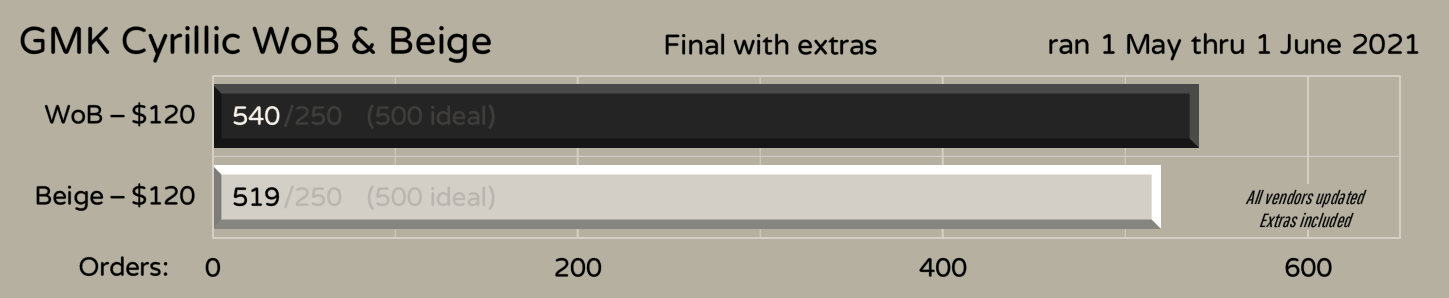 GMK Cyrillic WoB & Beige Final with extras ran 1 May thru 1 June 2021
WoB – $120 540/250 (500 ideal)
Beige – $120 519/250 (500 ideal)
All vendors updated
Extras included
Orders: 0 200 400 600